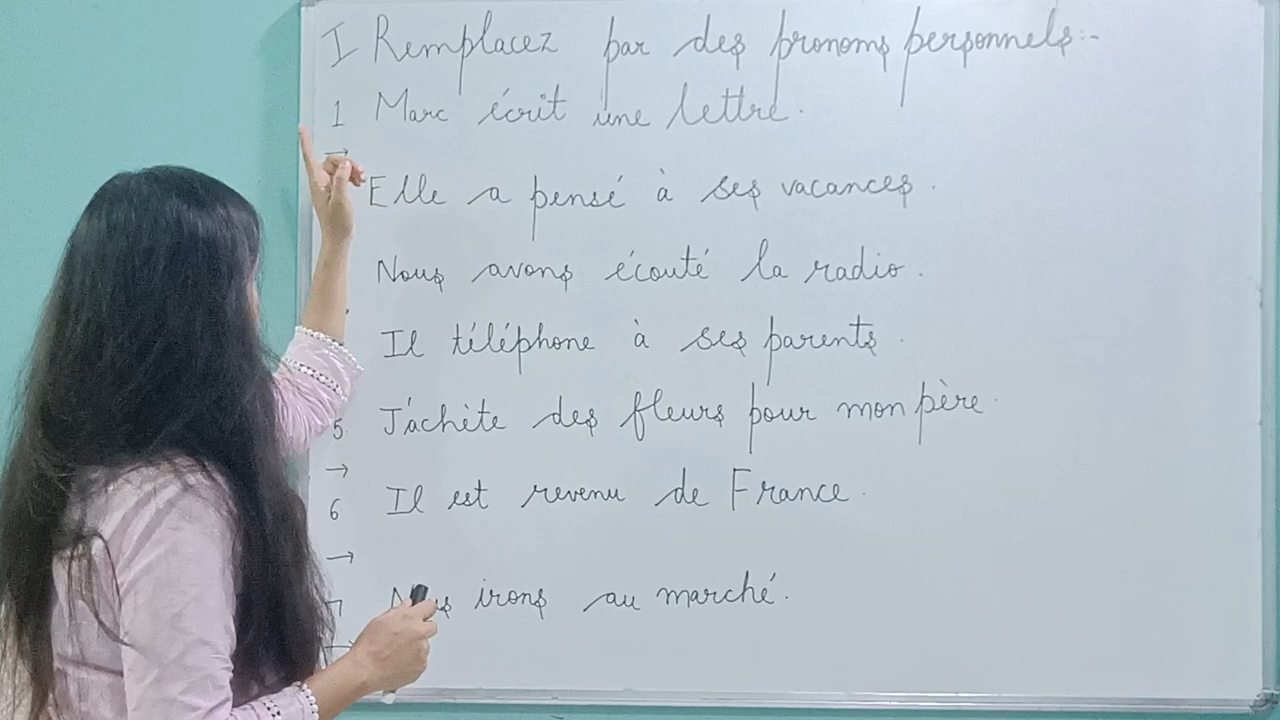 I Remplacez par des pronoms personnels:-
1 Marc écrit une lettre.
→
Elle a pensé à ses vacances.
Nous avons écouté la radio.
Il téléphone à ses parents.
5. J'achète des fleurs pour mon père.
→
6 Il est revenu de France.
→
7 irons au marché.
→